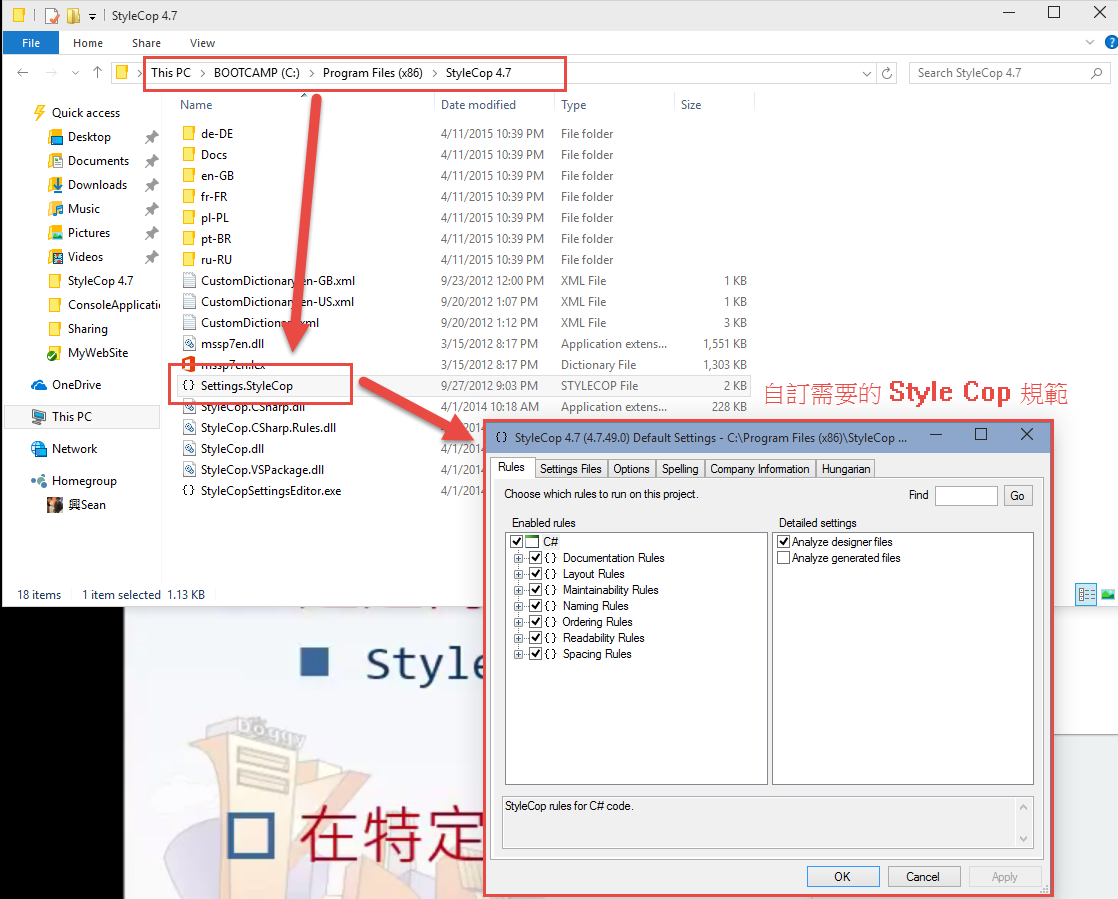 StyleCop 4.7
File Home Share View
This PC > BOOTCAMP (C:) > Program Files (x86) > StyleCop 4.7
Search StyleCop 4.7
Quick access
Desktop
Documents
Downloads
Music
Pictures
Videos
StyleCop 4.7
ConsoleApplicatio
Sharing
MyWebSite
OneDrive
This PC
Network
Homegroup
興Sean
Name Date modified Type Size
de-DE 4/11/2015 10:39 PM File folder
Docs 4/11/2015 10:39 PM File folder
en-GB 4/11/2015 10:39 PM File folder
fr-FR 4/11/2015 10:39 PM File folder
pl-PL 4/11/2015 10:39 PM File folder
pt-BR 4/11/2015 10:39 PM File folder
ru-RU 4/11/2015 10:39 PM File folder
CustomDictionary.en-GB.xml 9/23/2012 12:00 PM XML File 1 KB
CustomDictionary.en-US.xml 9/20/2012 1:07 PM XML File 1 KB
CustomDictionary.xml 9/20/2012 1:12 PM XML File 3 KB
mssp7en.dll 3/15/2012 8:17 PM Application extens... 1,551 KB
mssp7en.lex 3/15/2012 8:17 PM Dictionary File 1,303 KB
Settings.StyleCop 9/27/2012 9:03 PM STYLECOP File 2 KB
StyleCop.CSharp.dll 4/1/2014 10:18 AM Application extens... 228 KB
StyleCop.CSharp.Rules.dll 4/1/2014
StyleCop.dll 4/1/2014
StyleCop.VSPackage.dll 4/1/2014
StyleCopSettingsEditor.exe 4/1/2014
18 items 1 item selected 1.13 KB
自訂需要的 Style Cop 規範
{} StyleCop 4.7 (4.7.49.0) Default Settings - C:\Program Files (x86)\StyleCop ...
Rules Settings Files Options Spelling Company Information Hungarian
Choose which rules to run on this project.
Find Go
Enabled rules
C#
{} Documentation Rules
{} Layout Rules
{} Maintainability Rules
{} Naming Rules
{} Ordering Rules
{} Readability Rules
{} Spacing Rules
Detailed settings
Analyze designer files
Analyze generated files
StyleCop rules for C# code.
OK Cancel Apply
Style
Doggy
在特定